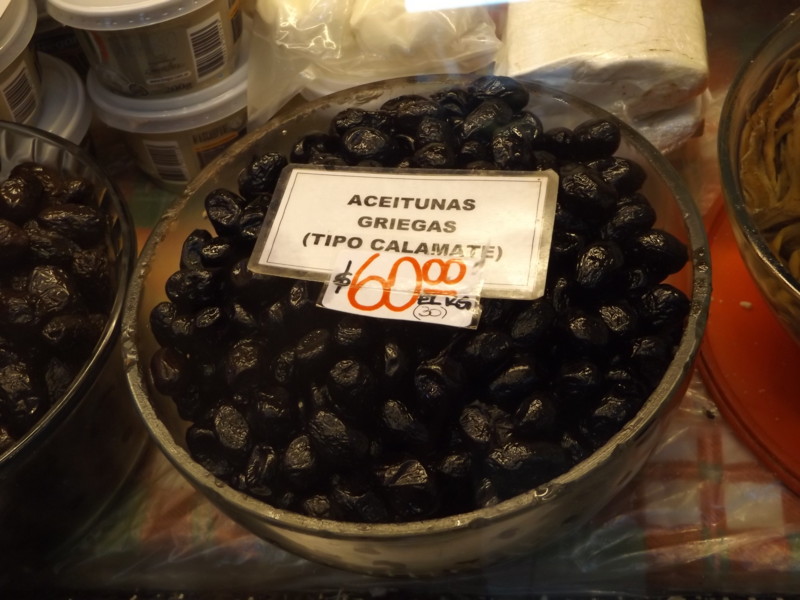 ACEITUNAS
GRIEGAS
(TIPO CALAMATE)
$60.00
EL KG
(30)